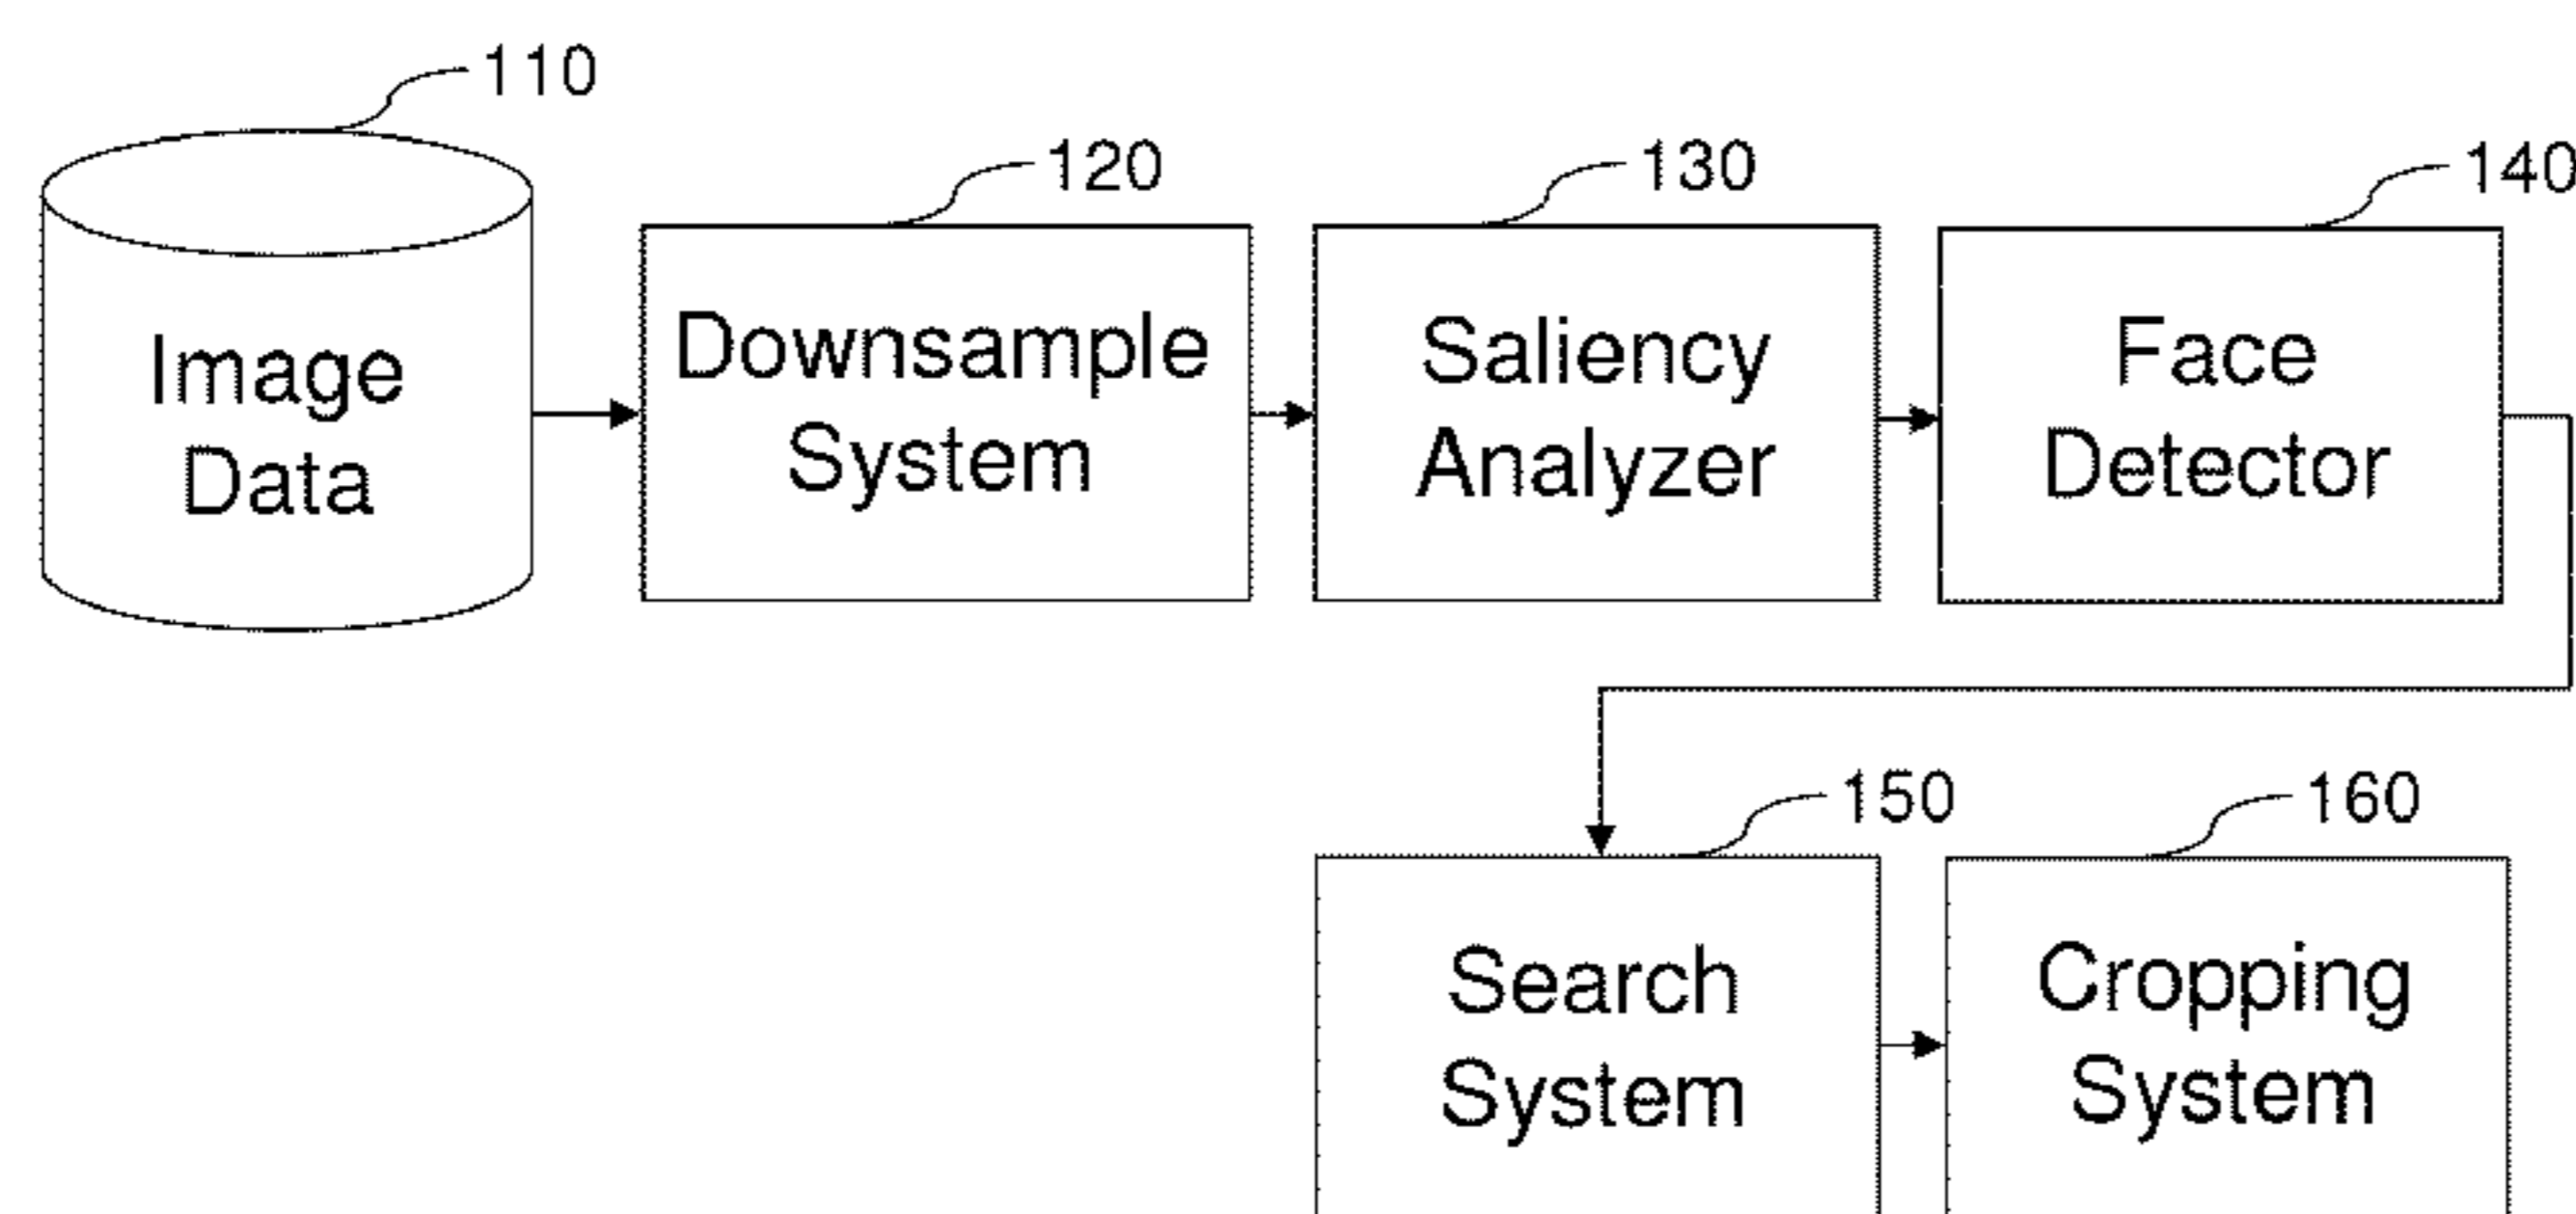 110
120
130
140
Image
Data
Downsample
System
Saliency
Analyzer
Face
Detector
150
160
Search
System
Cropping
System